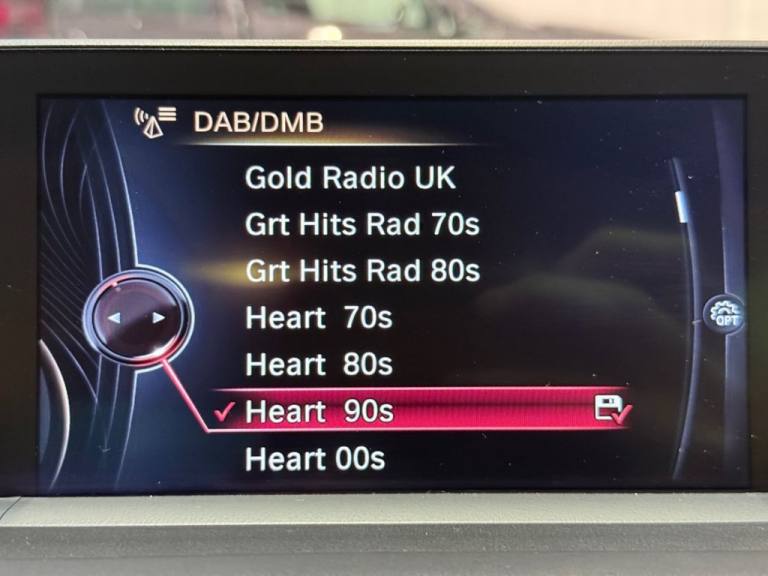 DAB/DMB
Gold Radio UK
Grt Hits Rad 70s
Grt Hits Rad 80s
Heart 70s
Heart 80s
Heart 90s
OPT
Heart 00s